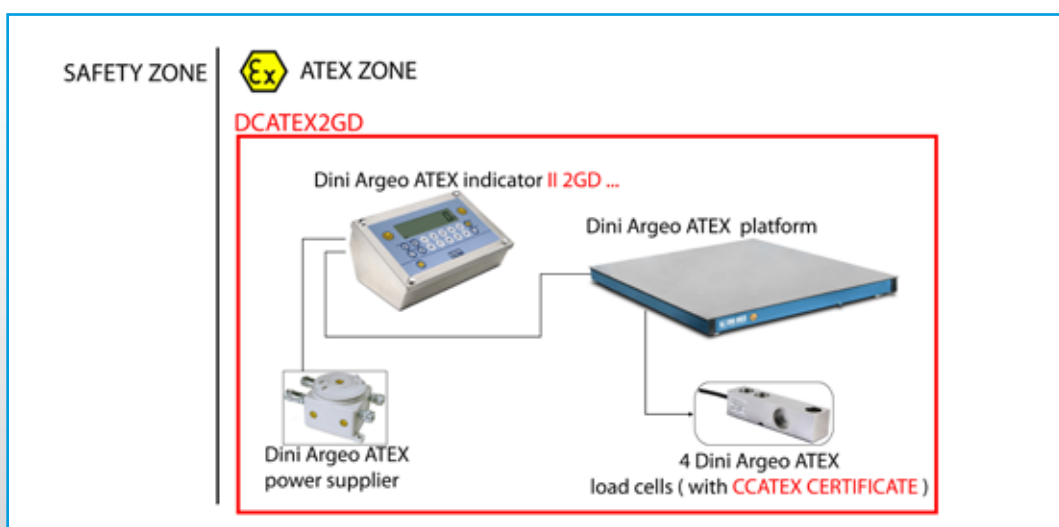 SAFETY ZONE
Ex
ATEX ZONE
DCATEX2GD
Dini Argeo ATEX indicator II 2GD ...
Dini Argeo ATEX platform
Dini Argeo ATEX
power supplier
4 Dini Argeo ATEX
load cells ( with CCATEX CERTIFICATE )